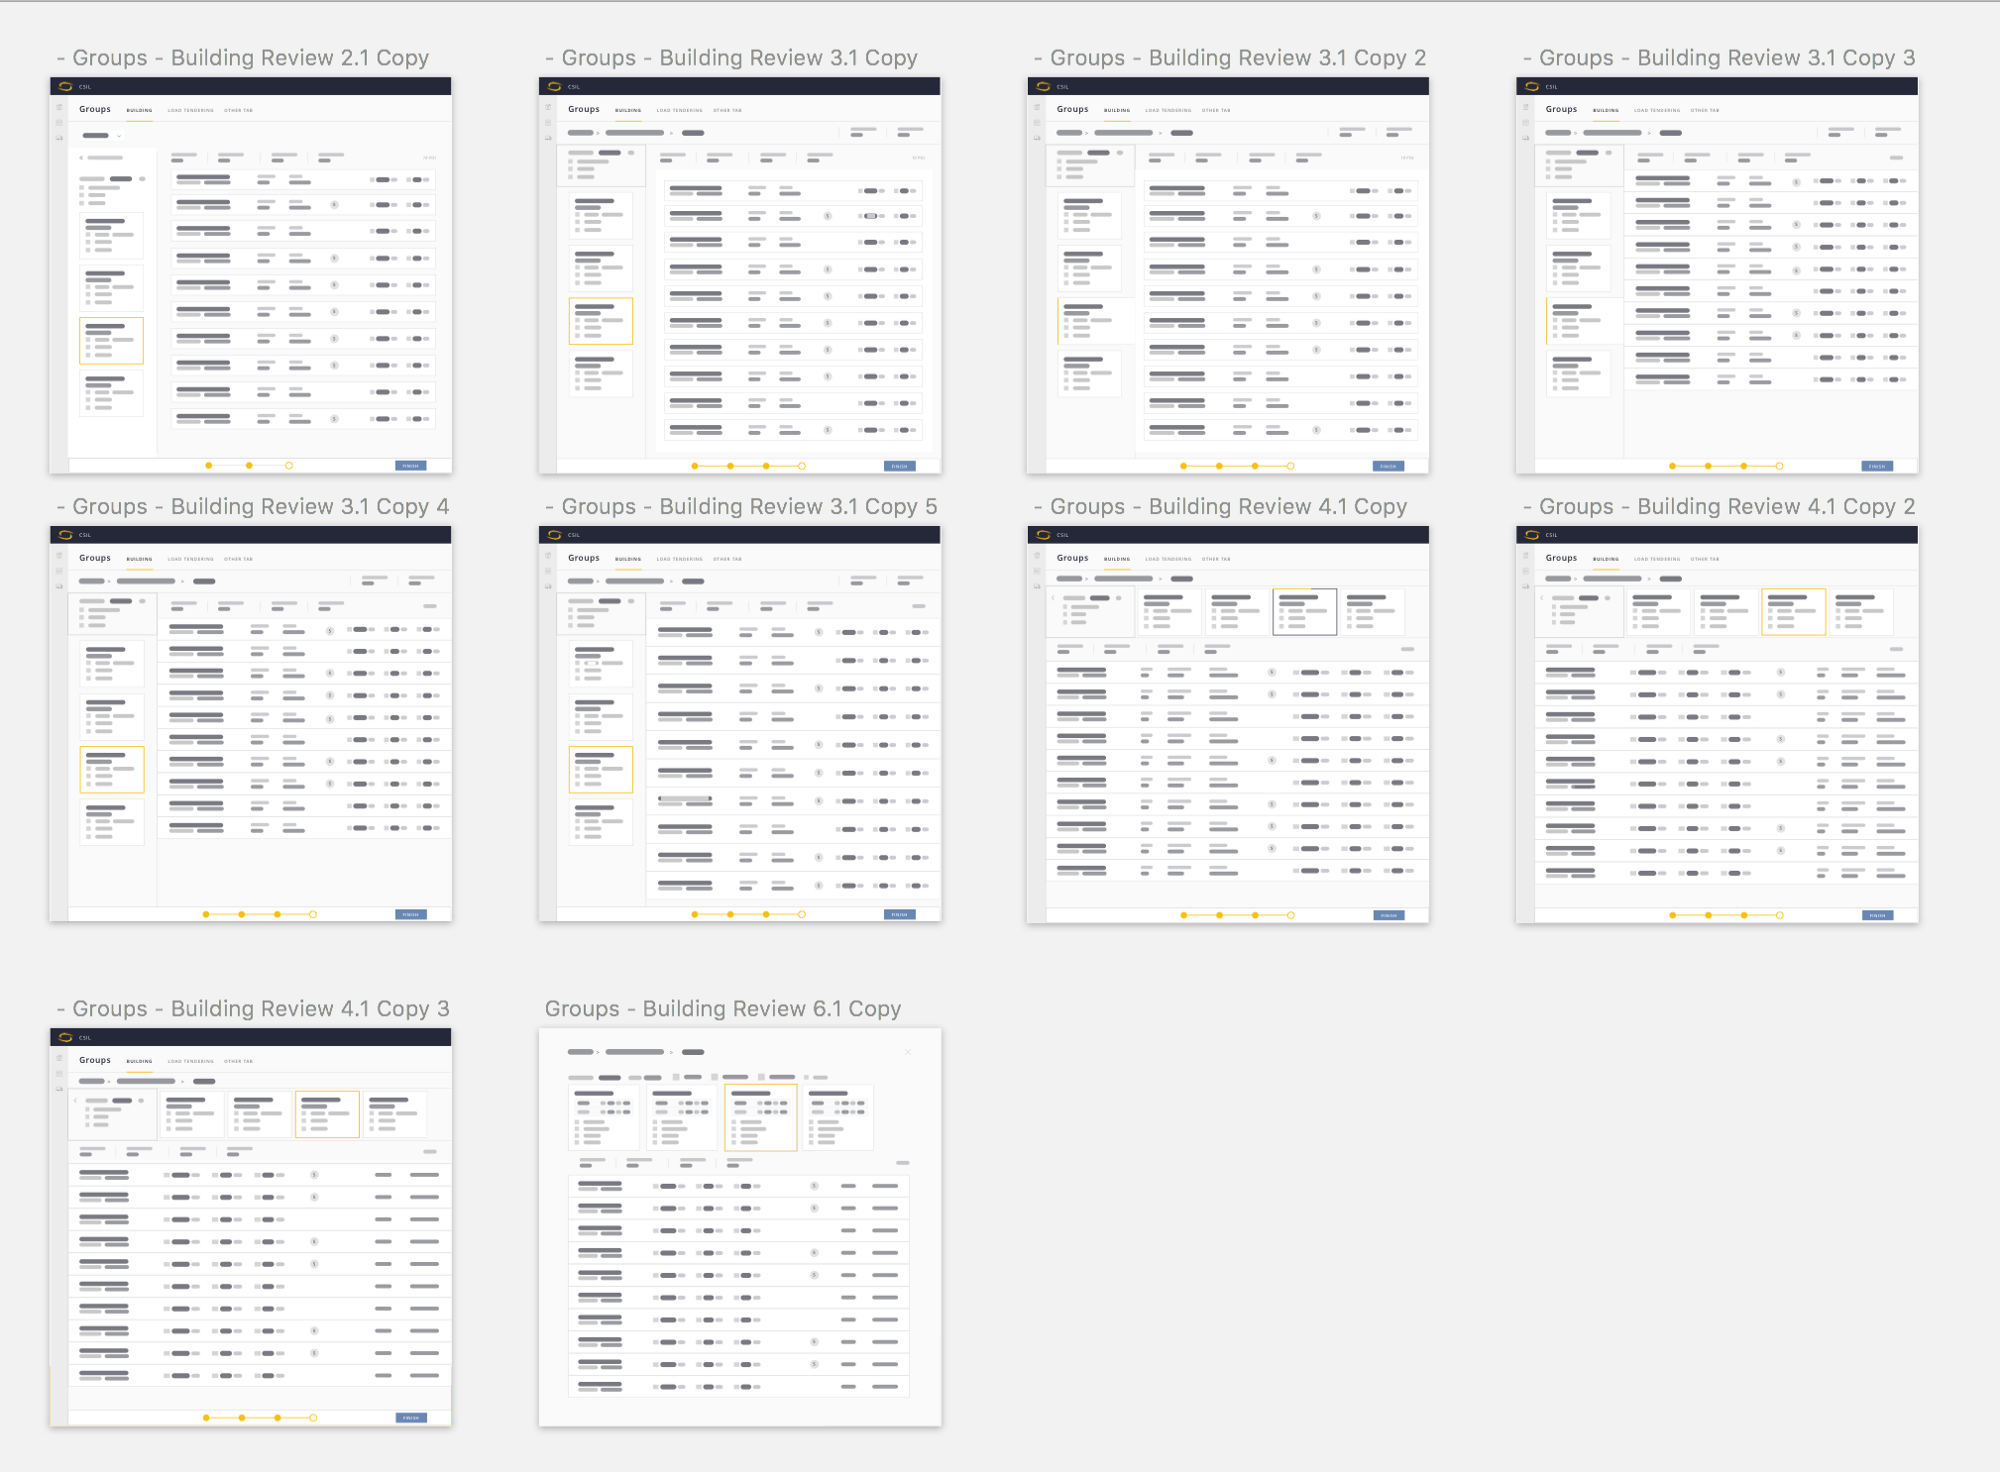 - Groups - Building Review 2.1 Copy
- Groups - Building Review 3.1 Copy
- Groups - Building Review 3.1 Copy 2
- Groups - Building Review 3.1 Copy 3
CSIL
CSIL
CSIL
CSIL
Groups BUILDING LOAD TENDERING OTHER TAB
Groups BUILDING LOAD TENDERING OTHER TAB
Groups BUILDING LOAD TENDERING OTHER TAB
Groups BUILDING LOAD TENDERING OTHER TAB
FINISH
FINISH
FINISH
FINISH
- Groups - Building Review 3.1 Copy 4
- Groups - Building Review 3.1 Copy 5
- Groups - Building Review 4.1 Copy
- Groups - Building Review 4.1 Copy 2
CSIL
CSIL
CSIL
CSIL
Groups BUILDING LOAD TENDERING OTHER TAB
Groups BUILDING LOAD TENDERING OTHER TAB
Groups BUILDING LOAD TENDERING OTHER TAB
Groups BUILDING LOAD TENDERING OTHER TAB
FINISH
FINISH
FINISH
FINISH
- Groups - Building Review 4.1 Copy 3
Groups - Building Review 6.1 Copy
CSIL
Groups BUILDING LOAD TENDERING OTHER TAB
FINISH